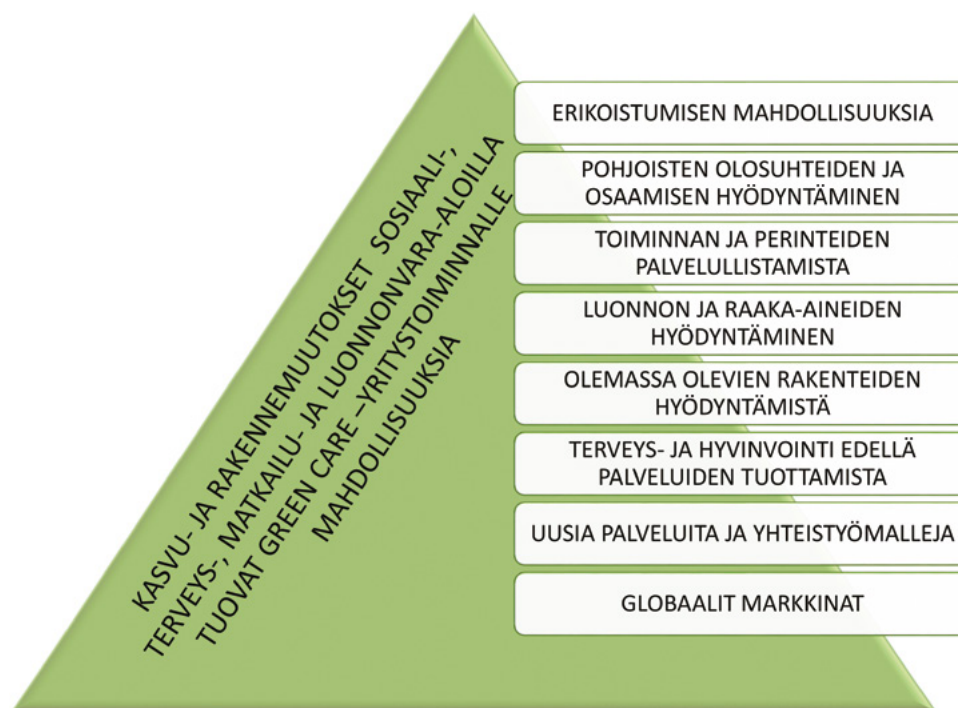 KASVU- JA RAKENNEMUUTOKSET SOSIAALI-,
TERVEYS-, MATKAILU- JA LUONNONVARA-ALOILLA
TUOVAT GREEN CARE –YRITYSTOIMINNALLE
MAHDOLLISUUKSIA
ERIKOISTUMISEN MAHDOLLISUUKSIA
POHJOISTEN OLOSUHTEIDEN JA
OSAAMISEN HYÖDYNTÄMINEN
TOIMINNAN JA PERINTEIDEN
PALVELULLISTAMISTA
LUONNON JA RAAKA-AINEIDEN
HYÖDYNTÄMINEN
OLEMASSA OLEVIEN RAKENTEIDEN
HYÖDYNTÄMISTÄ
TERVEYS- JA HYVINVOINTI EDELLÄ
PALVELUIDEN TUOTTAMISTA
UUSIA PALVELUITA JA YHTEISTYÖMALLEJA
GLOBAALIT MARKKINAT